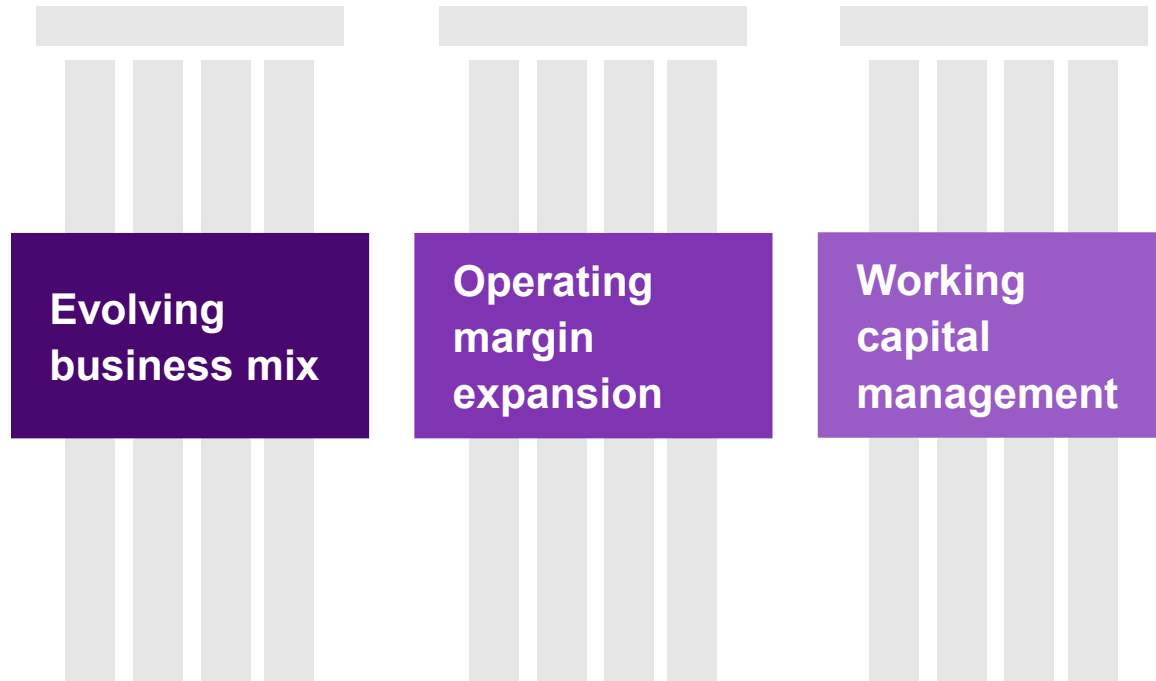 Evolving
business mix
Operating
margin
expansion
Working
capital
management